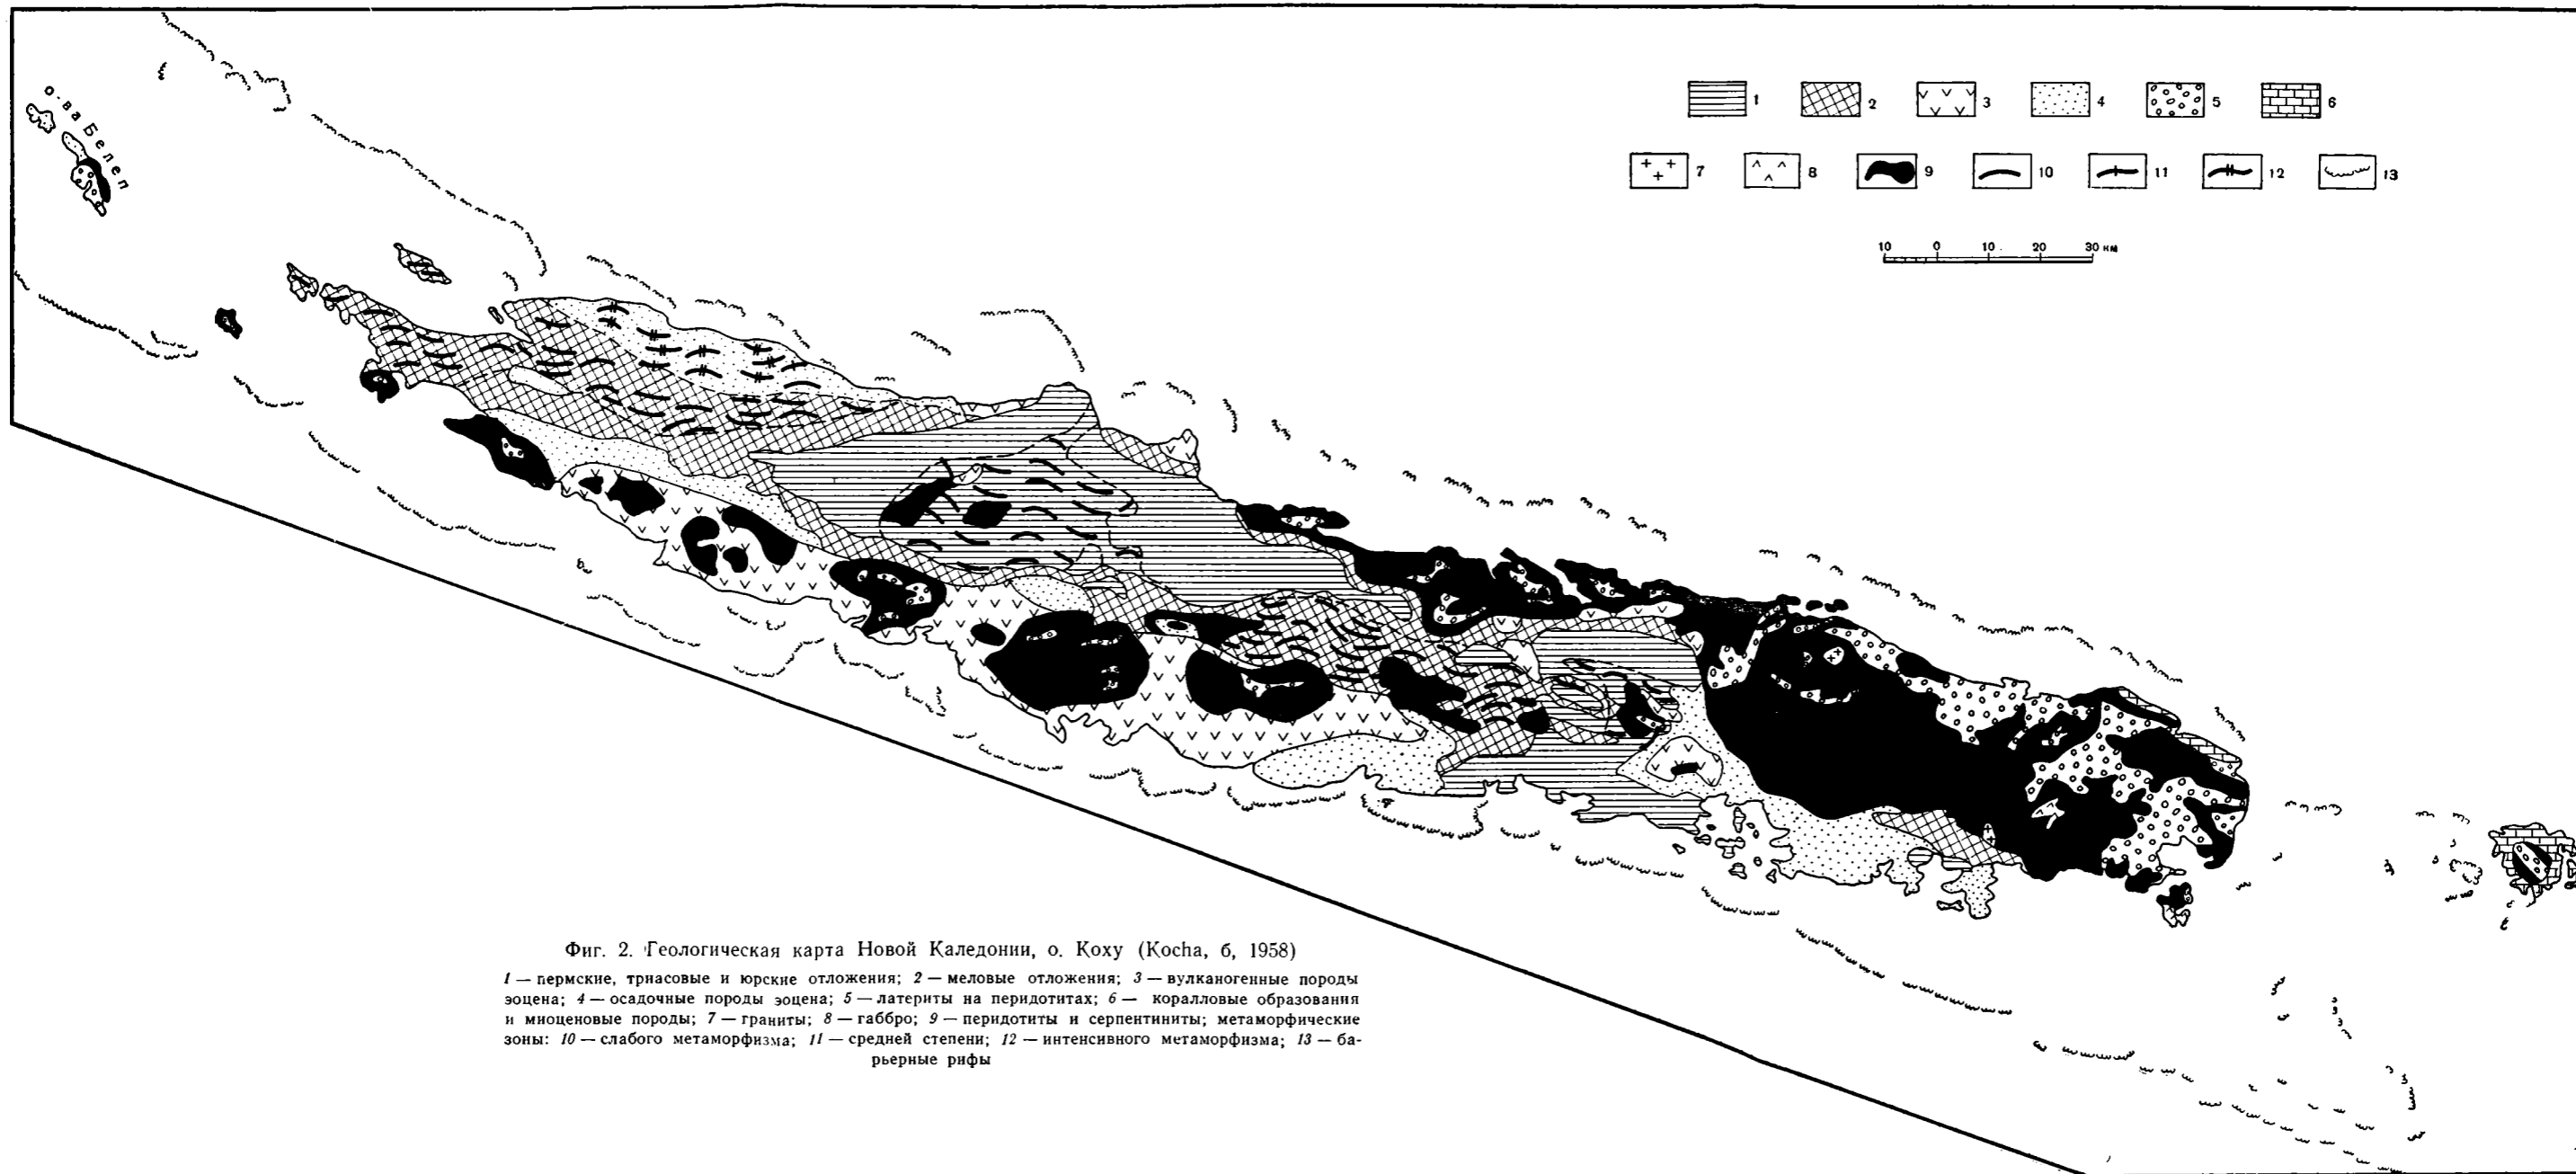 о-ва Белеп
1 2 3 4 5 6
7 8 9 10 11 12 13
10 0 10 20 30 км
Фиг. 2. Геологическая карта Новой Каледонии, о. Коху (Kocha, б, 1958)
1 — пермские, триасовые и юрские отложения; 2 — меловые отложения; 3 — вулканогенные породы
эоцена; 4 — осадочные породы эоцена; 5 — латериты на перидотитах; 6 — коралловые образования
и миоценовые породы; 7 — граниты; 8 — габбро; 9 — перидотиты и серпентиниты; метаморфические
зоны: 10 — слабого метаморфизма; 11 — средней степени; 12 — интенсивного метаморфизма; 13 — ба-
рьерные рифы